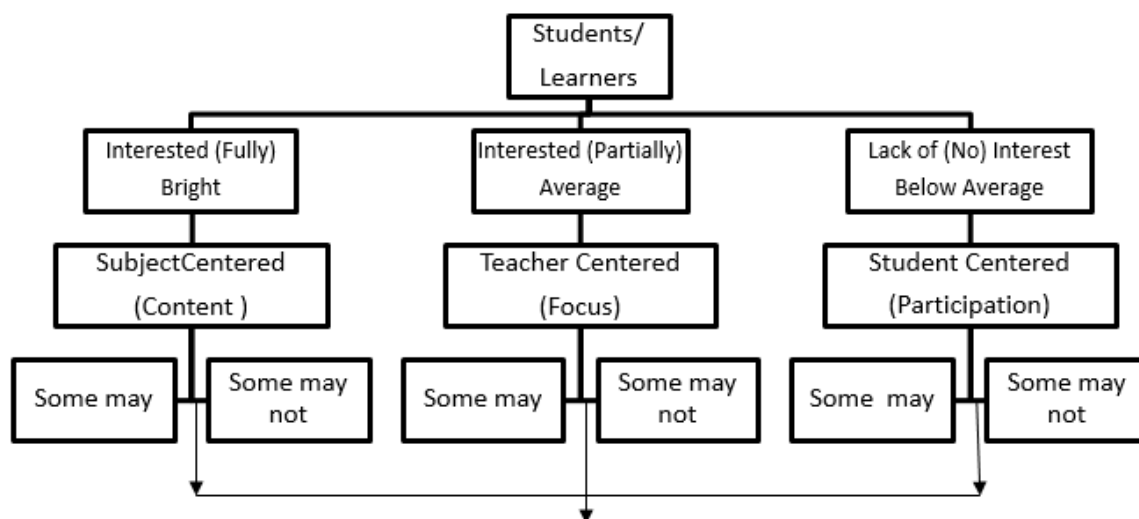 Students/
Learners
Interested (Fully)
Bright
Interested (Partially)
Average
Lack of (No) Interest
Below Average
SubjectCentered
(Content )
Teacher Centered
(Focus)
Student Centered
(Participation)
Some may
Some may
not
Some may
Some may
not
Some  may
Some may
not